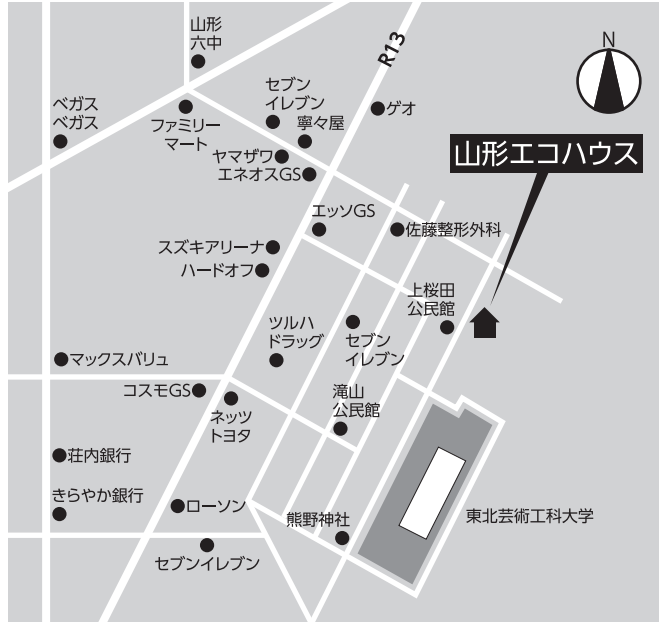 山形
六中
R13
N
セブン
イレブン
ベガス
ベガス
ゲオ
ファミリー
マート
寧々屋
山形エコハウス
ヤマザワ
エネオスGS
エッソGS
佐藤整形外科
スズキアリーナ
ハードオフ
上桜田
公民館
ツルハ
ドラッグ
セブン
イレブン
マックスバリュ
コスモGS
ネッツ
トヨタ
滝山
公民館
荘内銀行
きらやか銀行
ローソン
熊野神社
東北芸術工科大学
セブンイレブン